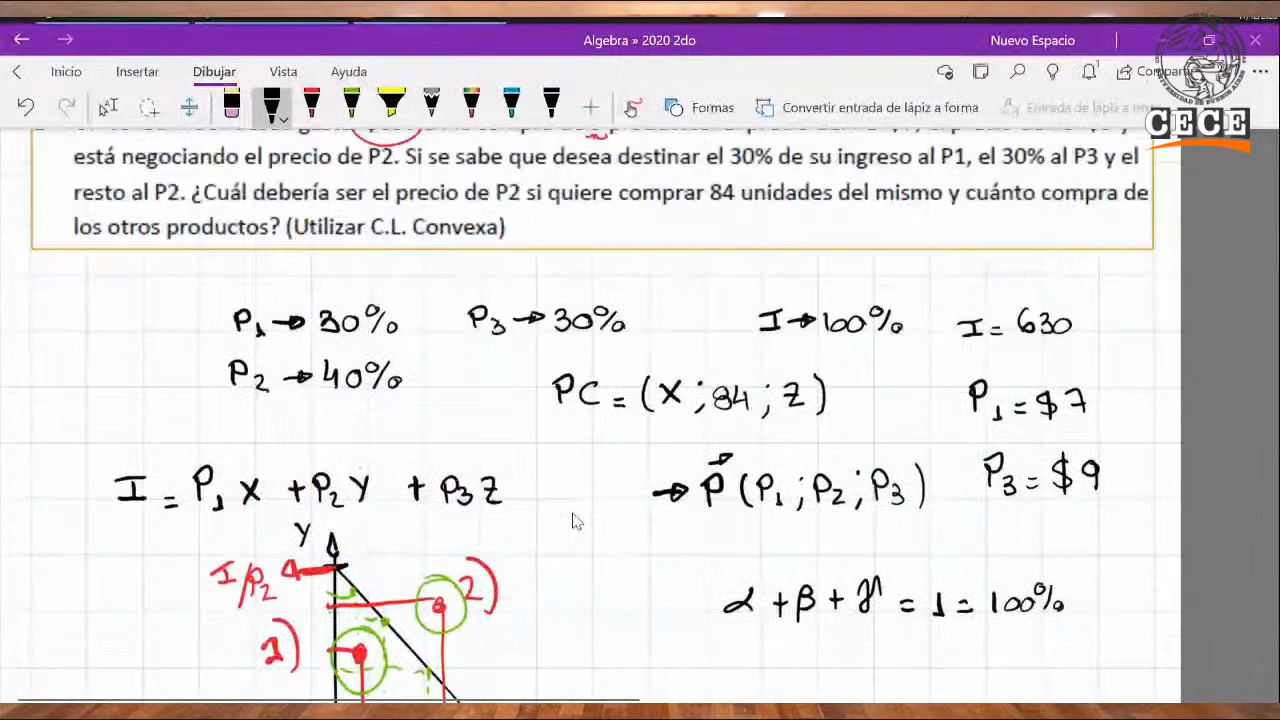 Algebra » 2020 2do
Nuevo Espacio
Inicio
Insertar
Dibujar
Vista
Ayuda
Formas
Convertir entrada de lápiz a forma
CECE
está negociando el precio de P2. Si se sabe que desea destinar el 30% de su ingreso al P1, el 30% al P3 y el
resto al P2. ¿Cuál debería ser el precio de P2 si quiere comprar 84 unidades del mismo y cuánto compra de
los otros productos? (Utilizar C.L. Convexa)
P1 → 30%
P3 → 30%
I → 100%
I = 630
P2 → 40%
PC = (X ; 84 ; Z)
P1 = $7
I = P1 X + P2 Y + P3 Z
→ P⃗ (P1 ; P2 ; P3)
P3 = $9
Y
I/P2
2)
α + β + γ = 1 = 100%
1)